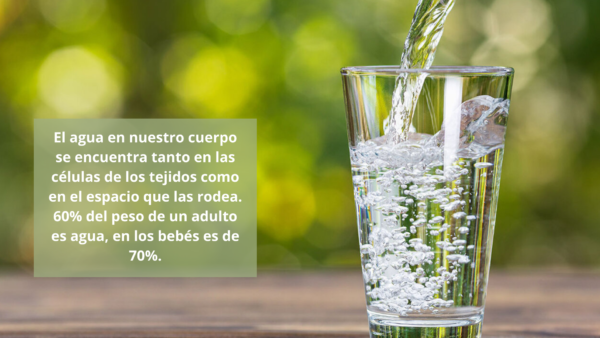 El agua en nuestro cuerpo
se encuentra tanto en las
células de los tejidos como
en el espacio que las rodea.
60% del peso de un adulto
es agua, en los bebés es de
70%.